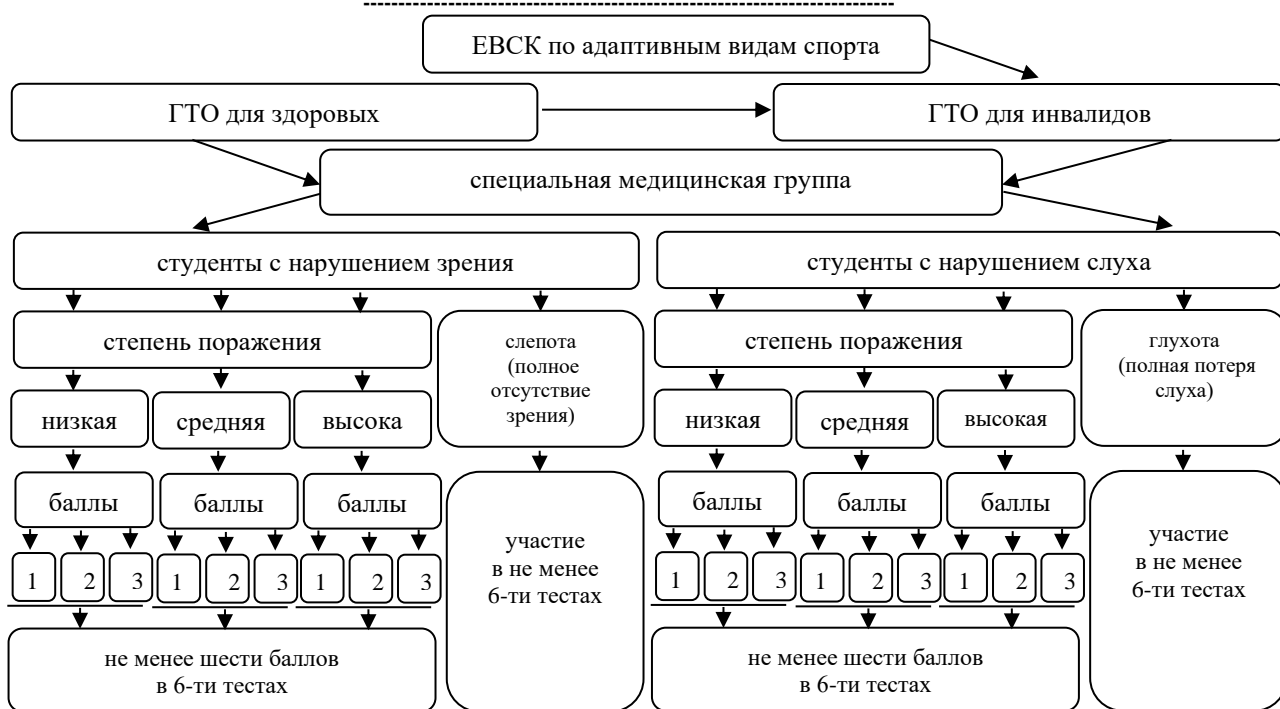 ЕВСК по адаптивным видам спорта
ГТО для здоровых
ГТО для инвалидов
специальная медицинская группа
студенты с нарушением зрения
студенты с нарушением слуха
степень поражения
слепота
(полное
отсутствие
зрения)
степень поражения
глухота
(полная потеря
слуха)
низкая
средняя
высока
низкая
средняя
высокая
баллы
баллы
баллы
баллы
баллы
баллы
участие
в не менее
6-ти тестах
участие
в не менее
6-ти тестах
1 2 3 1 2 3 1 2 3
1 2 3 1 2 3 1 2 3
не менее шести баллов
в 6-ти тестах
не менее шести баллов
в 6-ти тестах